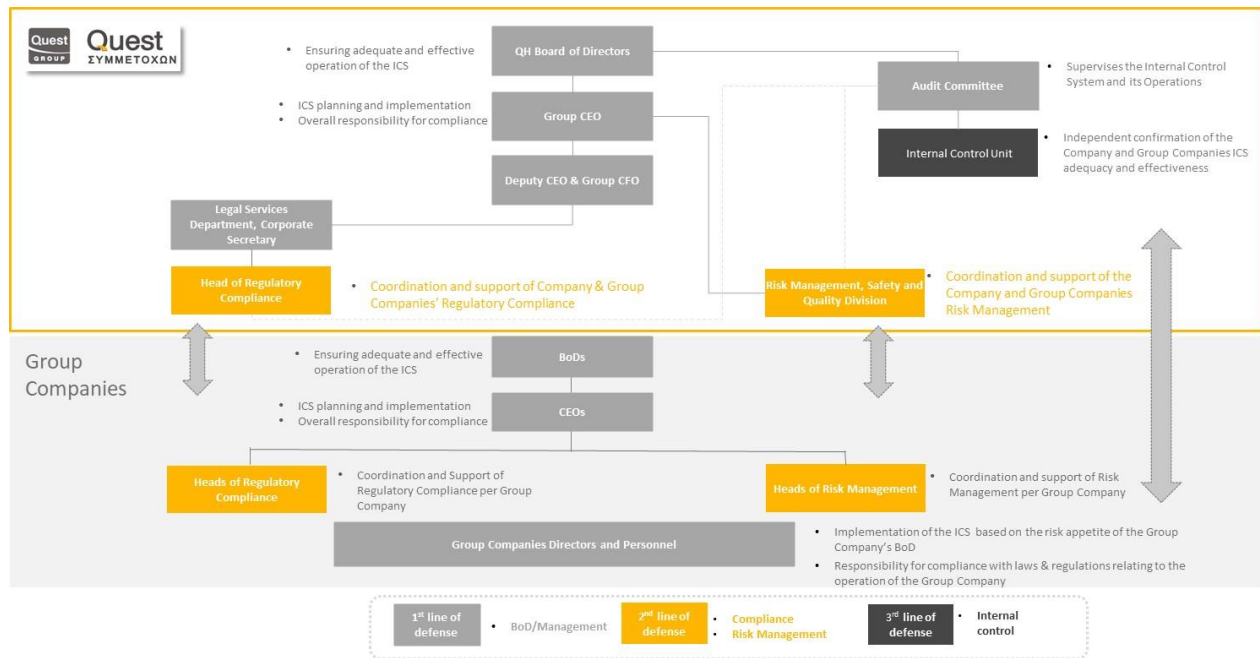 Quest
GROUP
Quest
ΣΥΜΜΕΤΟΧΩΝ
• Ensuring adequate and effective
operation of the ICS
QH Board of Directors
• Supervises the Internal Control
System and its Operations
Audit Committee
• ICS planning and implementation
• Overall responsibility for compliance
Group CEO
Internal Control Unit
• Independent confirmation of the
Company and Group Companies ICS
adequacy and effectiveness
Deputy CEO & Group CFO
Legal Services
Department, Corporate
Secretary
Head of Regulatory
Compliance
• Coordination and support of Company & Group
Companies' Regulatory Compliance
Risk Management, Safety and
Quality Division
• Coordination and support of the
Company and Group Companies
Risk Management
Group
Companies
• Ensuring adequate and effective
operation of the ICS
BoDs
• ICS planning and implementation
• Overall responsibility for compliance
CEOs
Heads of Regulatory
Compliance
• Coordination and Support of
Regulatory Compliance per Group
Company
Heads of Risk Management
• Coordination and support of Risk
Management per Group Company
Group Companies Directors and Personnel
• Implementation of the ICS based on the risk appetite of the Group
Company's BoD
• Responsibility for compliance with laws & regulations relating to the
operation of the Group Company
1st line of
defense
• BoD/Management
2nd line of
defense
• Compliance
• Risk Management
3rd line of
defense
• Internal
control